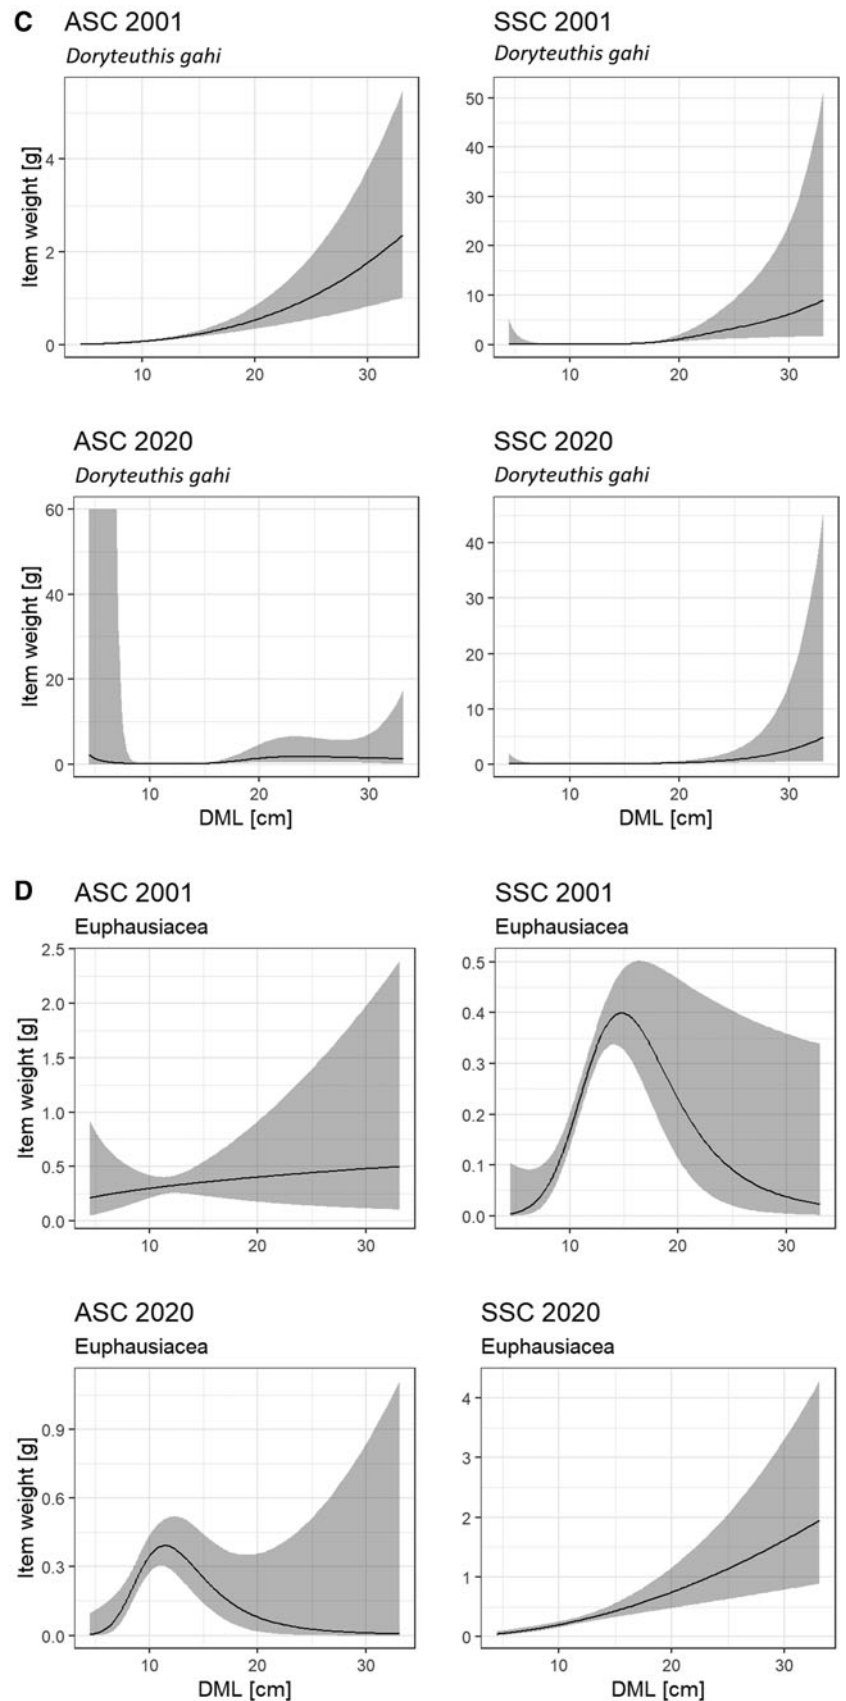 C
ASC 2001
Doryteuthis gahi
SSC 2001
Doryteuthis gahi
Item weight [g]
4
2
0
10 20 30
50
40
30
20
10
0
10 20 30
ASC 2020
Doryteuthis gahi
SSC 2020
Doryteuthis gahi
Item weight [g]
60
40
20
0
10 20 30
DML [cm]
40
30
20
10
0
10 20 30
DML [cm]
D
ASC 2001
Euphausiacea
SSC 2001
Euphausiacea
Item weight [g]
2.5
2.0
1.5
1.0
0.5
0.0
10 20 30
0.5
0.4
0.3
0.2
0.1
0.0
10 20 30
ASC 2020
Euphausiacea
SSC 2020
Euphausiacea
Item weight [g]
0.9
0.6
0.3
0.0
10 20 30
DML [cm]
4
3
2
1
0
10 20 30
DML [cm]